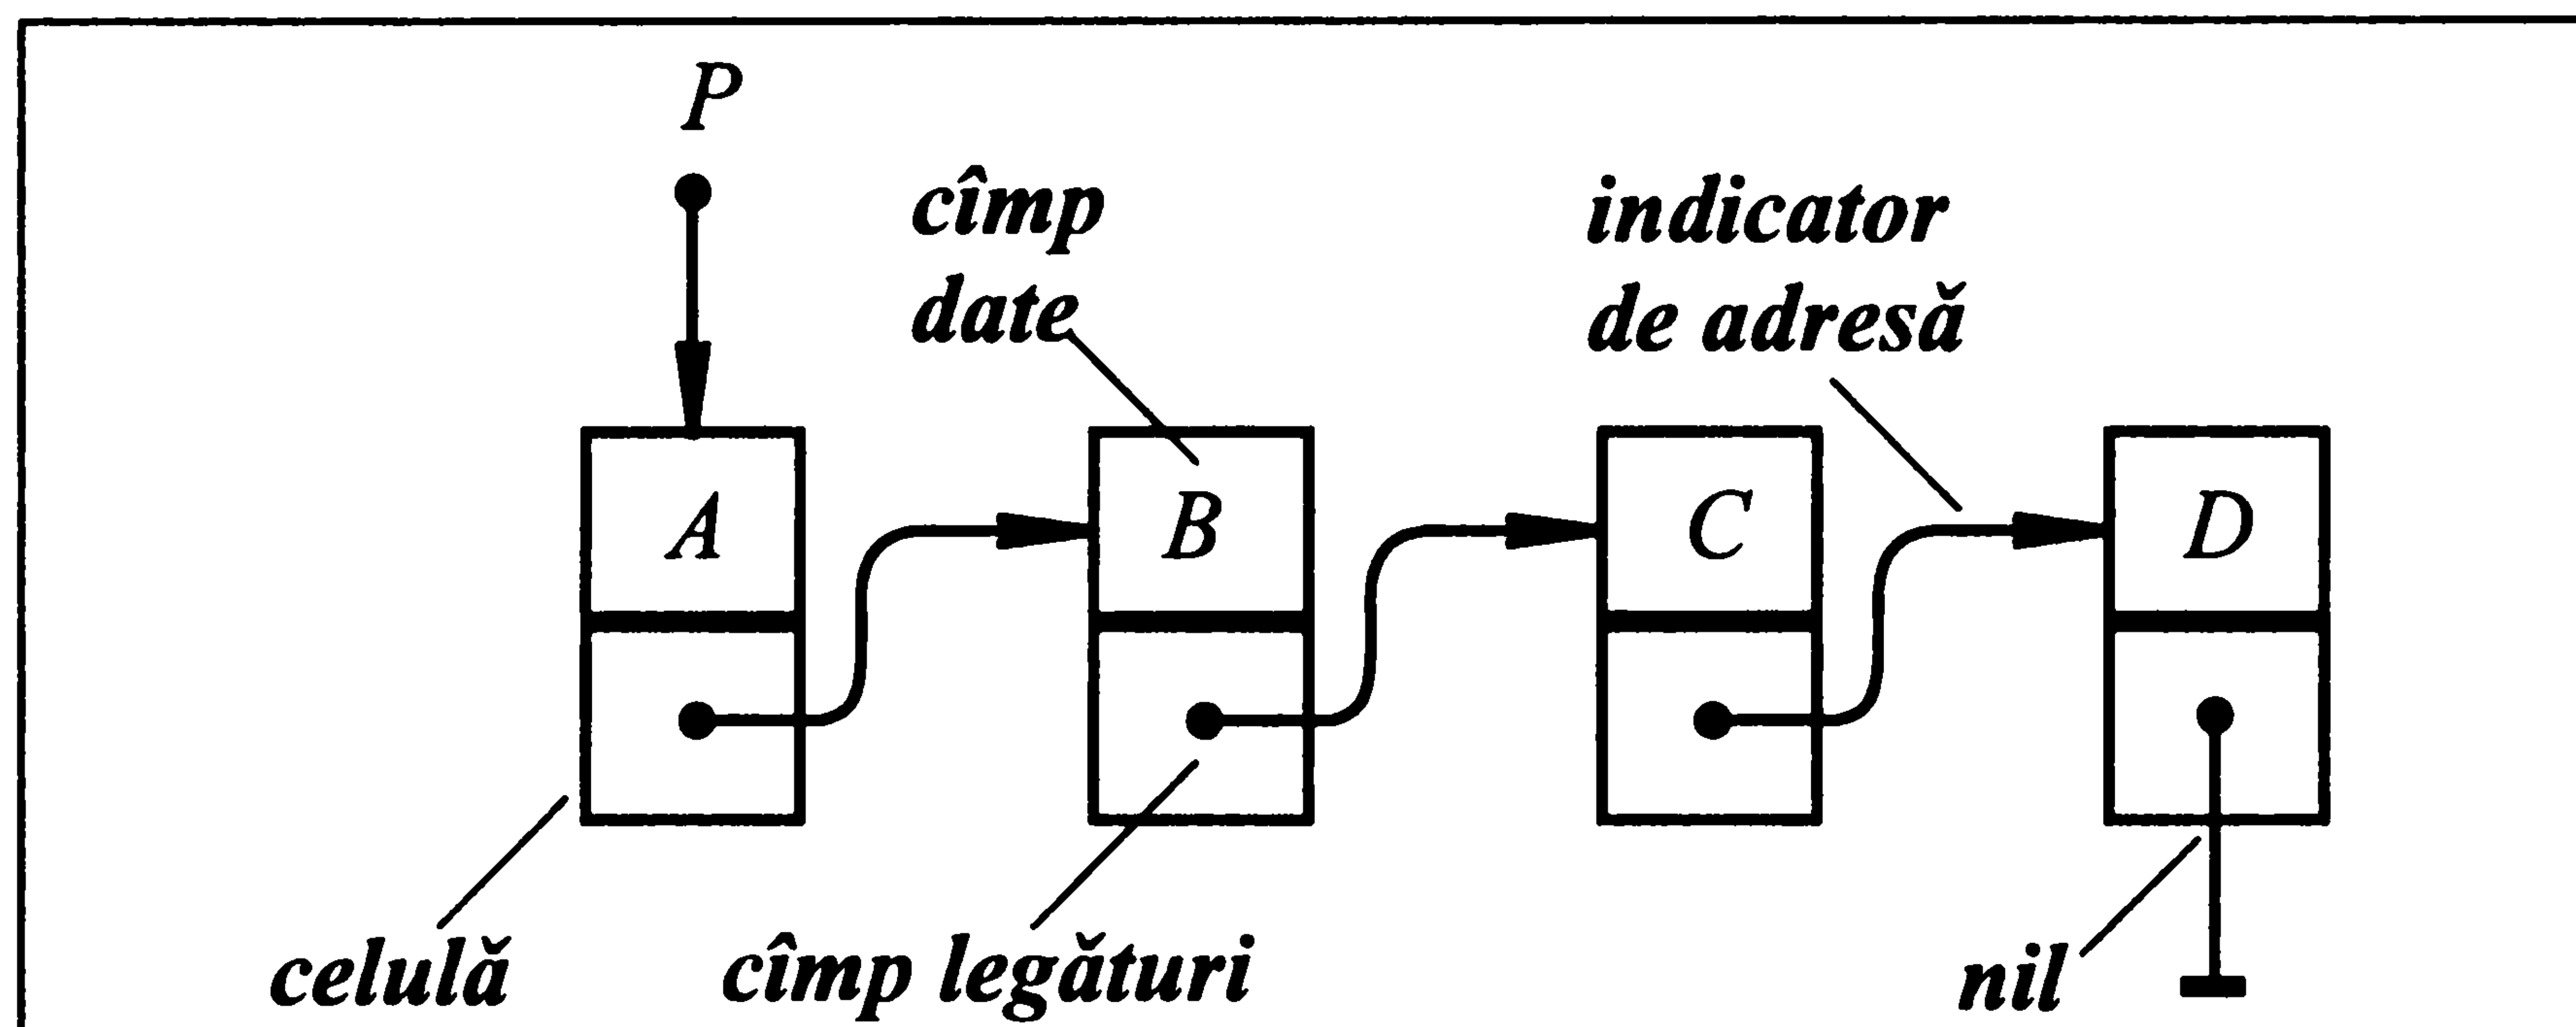 P
cîmp
date
indicator
de adresă
A
B
C
D
celulă
cîmp legături
nil